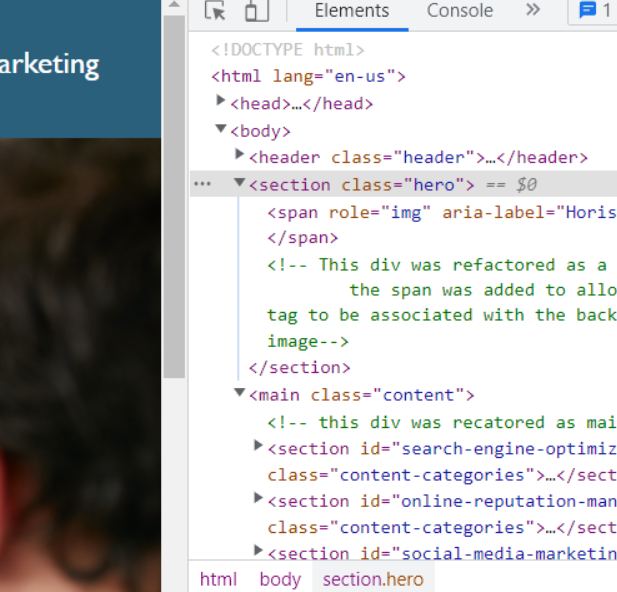 arketing
Elements Console 1
<!DOCTYPE html>
<html lang="en-us">
<head>…</head>
<body>
<header class="header">…</header>
<section class="hero"> == $0
<span role="img" aria-label="Horis
</span>
<!-- This div was refactored as a
the span was added to allo
tag to be associated with the back
image-->
</section>
<main class="content">
<!-- this div was recatored as mai
<section id="search-engine-optimiz
class="content-categories">…</sect
<section id="online-reputation-man
class="content-categories">…</sect
<section id="social-media-marketin
html body section.hero